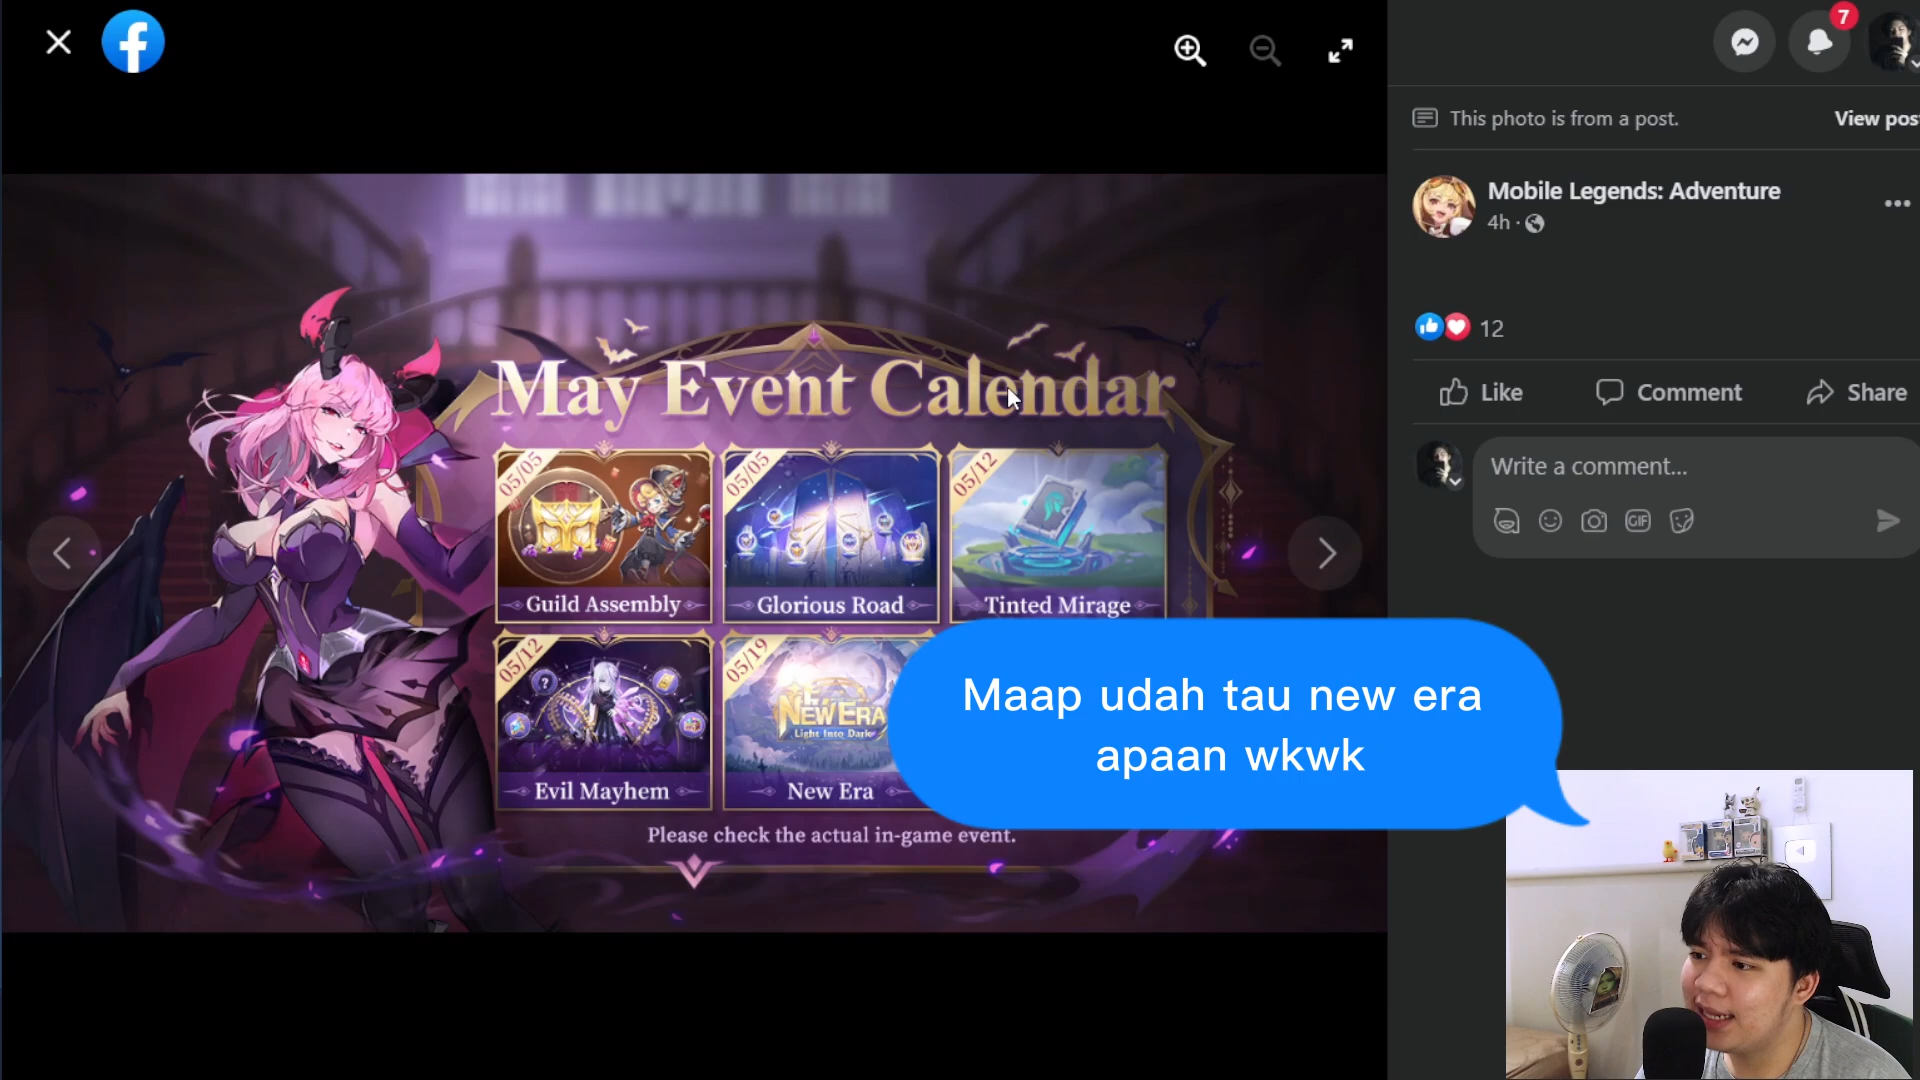 7
This photo is from a post.
View post
Mobile Legends: Adventure
4h ·
12
Like
Comment
Share
Write a comment...
GIF
May Event Calendar
05/05
05/05
05/12
Guild Assembly
Glorious Road
Tinted Mirage
05/12
05/19
?
NEW ERA
Light Into Dark
Evil Mayhem
New Era
Please check the actual in-game event.
Maap udah tau new era
apaan wkwk